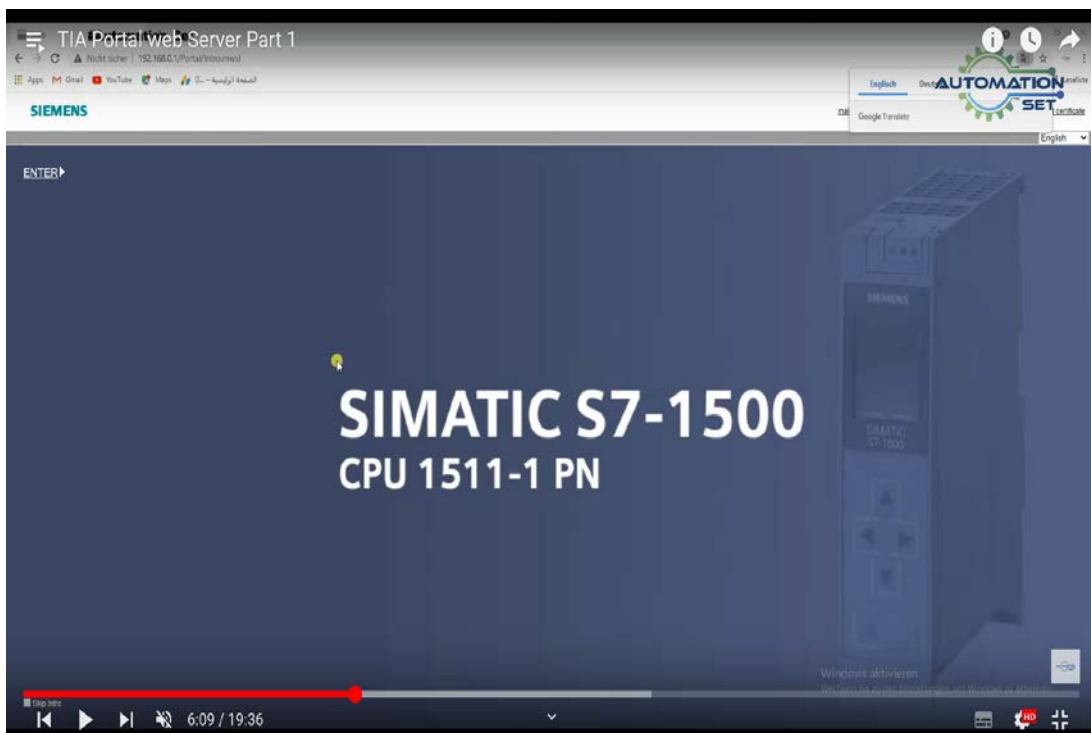 TIA Portal web Server Part 1
Nicht sicher | 192.168.0.1/Portal/Intro.mwsl
Apps M Gmail YouTube Maps
Englisch
AUTOMATION
SET
Google Translate
SIEMENS
certificate
English
ENTER
SIEMENS
SIMATIC S7-1500
CPU 1511-1 PN
SIMATIC
S7-1500
Windows aktivieren
Skip Intro
6:09 / 19:36
HD